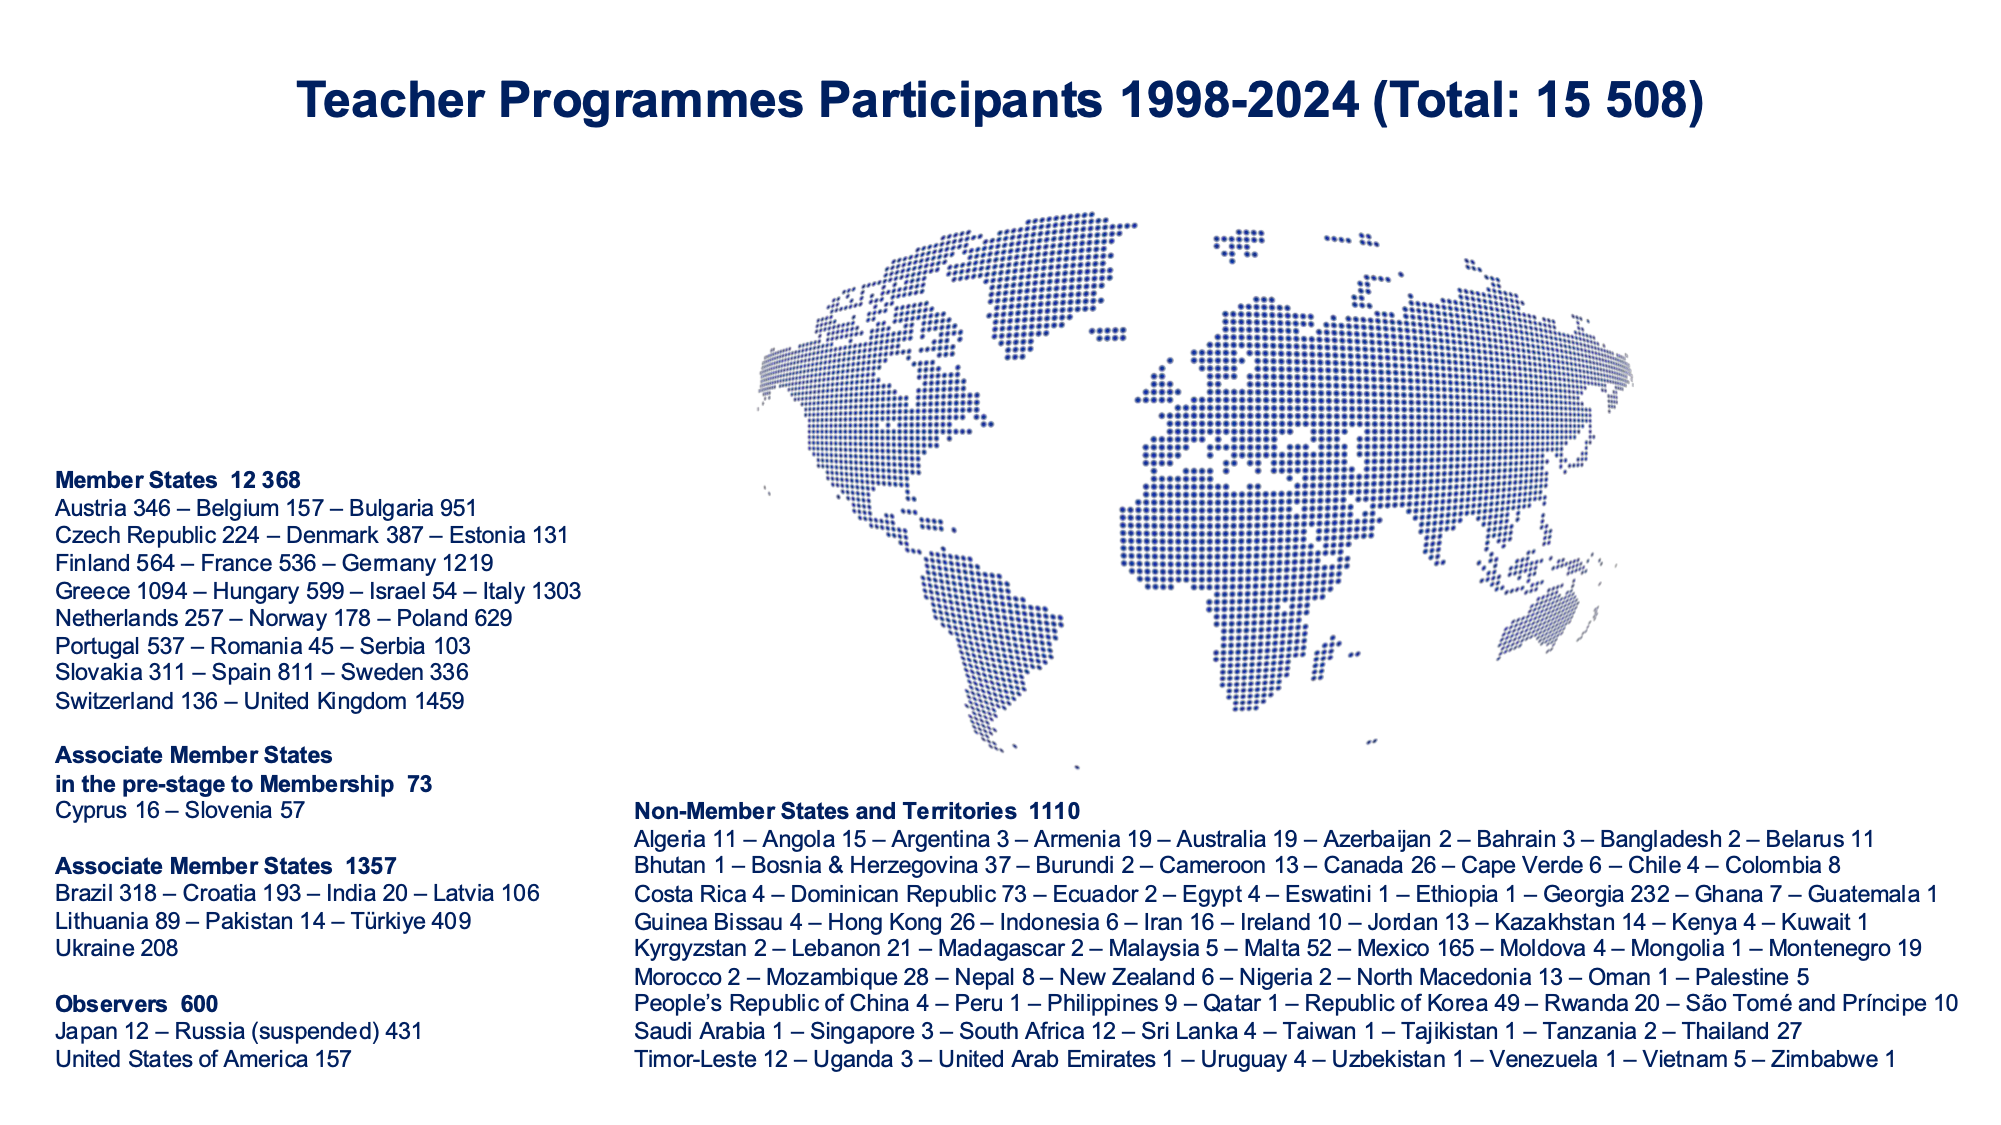 Teacher Programmes Participants 1998-2024 (Total: 15 508)
Member States 12 368
Austria 346 – Belgium 157 – Bulgaria 951
Czech Republic 224 – Denmark 387 – Estonia 131
Finland 564 – France 536 – Germany 1219
Greece 1094 – Hungary 599 – Israel 54 – Italy 1303
Netherlands 257 – Norway 178 – Poland 629
Portugal 537 – Romania 45 – Serbia 103
Slovakia 311 – Spain 811 – Sweden 336
Switzerland 136 – United Kingdom 1459
Associate Member States
in the pre-stage to Membership 73
Cyprus 16 – Slovenia 57
Associate Member States 1357
Brazil 318 – Croatia 193 – India 20 – Latvia 106
Lithuania 89 – Pakistan 14 – Türkiye 409
Ukraine 208
Observers 600
Japan 12 – Russia (suspended) 431
United States of America 157
Non-Member States and Territories 1110
Algeria 11 – Angola 15 – Argentina 3 – Armenia 19 – Australia 19 – Azerbaijan 2 – Bahrain 3 – Bangladesh 2 – Belarus 11
Bhutan 1 – Bosnia & Herzegovina 37 – Burundi 2 – Cameroon 13 – Canada 26 – Cape Verde 6 – Chile 4 – Colombia 8
Costa Rica 4 – Dominican Republic 73 – Ecuador 2 – Egypt 4 – Eswatini 1 – Ethiopia 1 – Georgia 232 – Ghana 7 – Guatemala 1
Guinea Bissau 4 – Hong Kong 26 – Indonesia 6 – Iran 16 – Ireland 10 – Jordan 13 – Kazakhstan 14 – Kenya 4 – Kuwait 1
Kyrgyzstan 2 – Lebanon 21 – Madagascar 2 – Malaysia 5 – Malta 52 – Mexico 165 – Moldova 4 – Mongolia 1 – Montenegro 19
Morocco 2 – Mozambique 28 – Nepal 8 – New Zealand 6 – Nigeria 2 – North Macedonia 13 – Oman 1 – Palestine 5
People’s Republic of China 4 – Peru 1 – Philippines 9 – Qatar 1 – Republic of Korea 49 – Rwanda 20 – São Tomé and Príncipe 10
Saudi Arabia 1 – Singapore 3 – South Africa 12 – Sri Lanka 4 – Taiwan 1 – Tajikistan 1 – Tanzania 2 – Thailand 27
Timor-Leste 12 – Uganda 3 – United Arab Emirates 1 – Uruguay 4 – Uzbekistan 1 – Venezuela 1 – Vietnam 5 – Zimbabwe 1